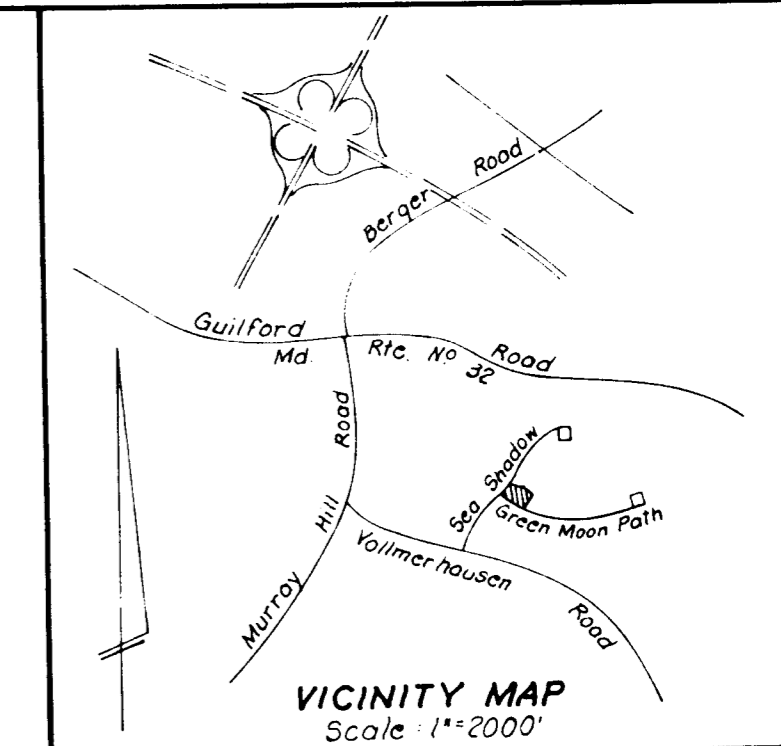 Berger Road
Guilford Road
Md. Rte. No 32
Murray Hill Road
Sea Shadow
Green Moon Path
Vollmerhausen Road
VICINITY MAP
Scale : 1"=2000'